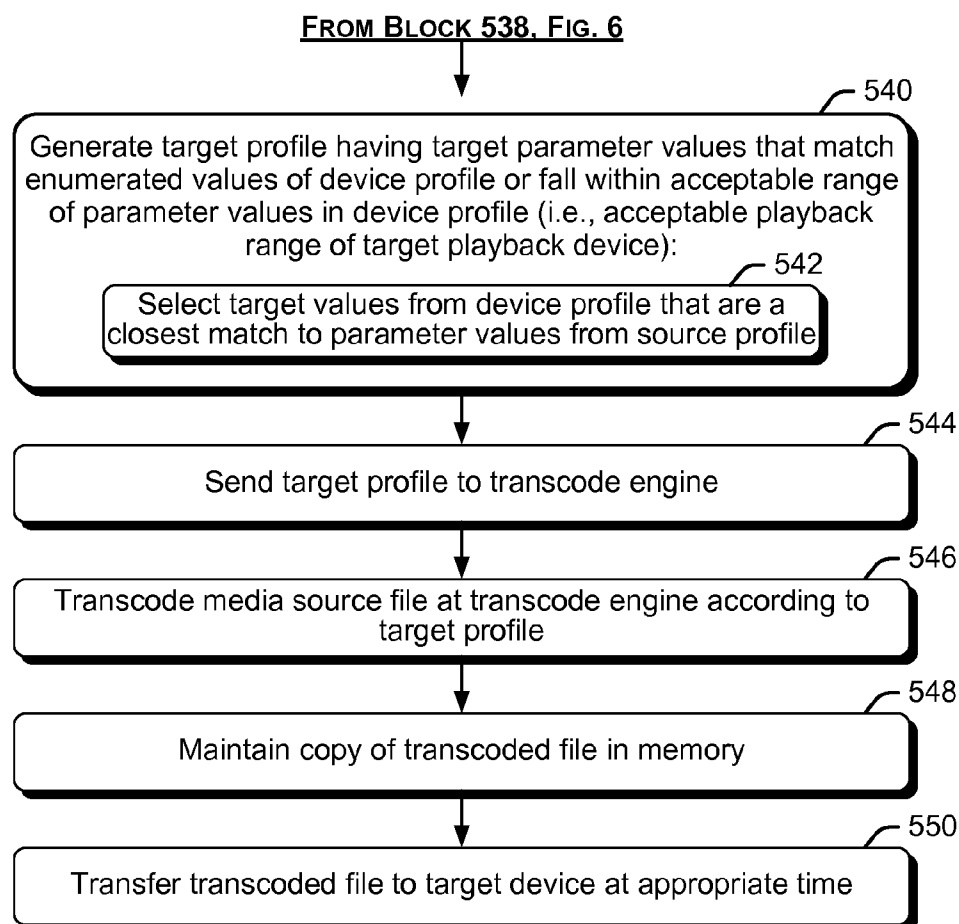 FROM BLOCK 538, FIG. 6
540
Generate target profile having target parameter values that match
enumerated values of device profile or fall within acceptable range
of parameter values in device profile (i.e., acceptable playback
range of target playback device):
542
Select target values from device profile that are a
closest match to parameter values from source profile
544
Send target profile to transcode engine
546
Transcode media source file at transcode engine according to
target profile
548
Maintain copy of transcoded file in memory
550
Transfer transcoded file to target device at appropriate time